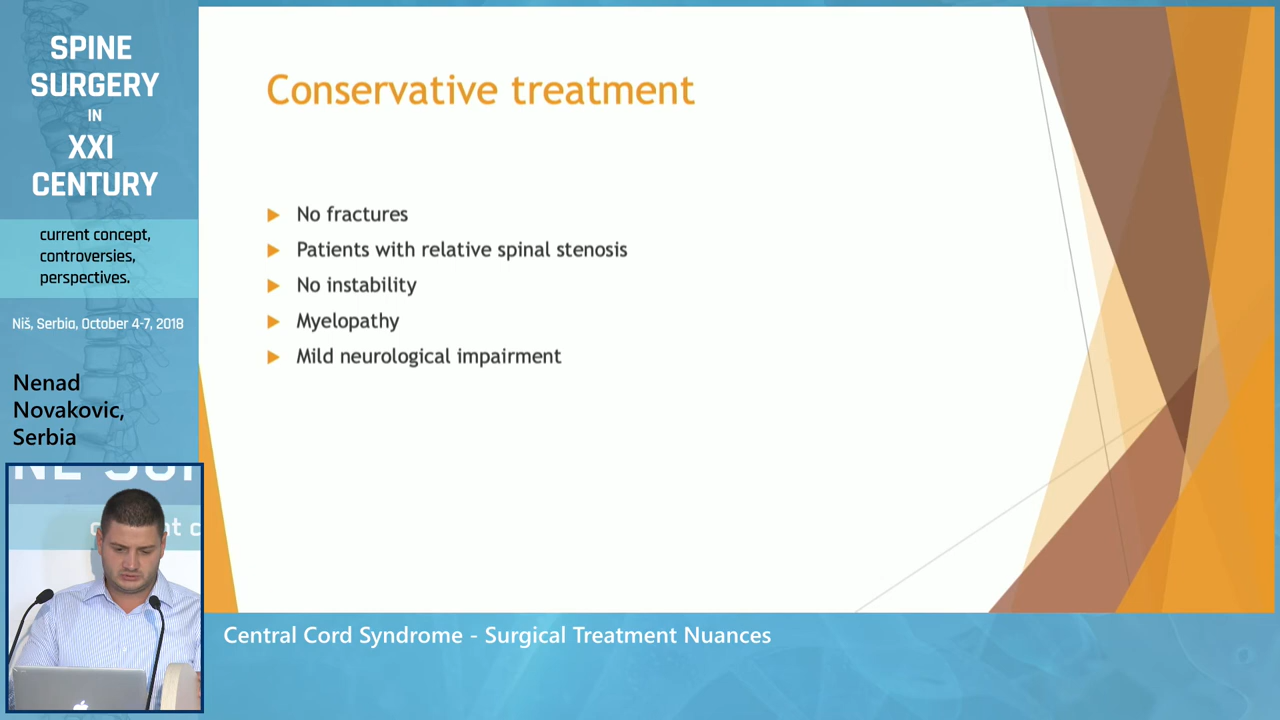 SPINE
SURGERY
IN
XXI
CENTURY
current concept,
controversies,
perspectives.
Niš, Serbia, October 4-7, 2018
Nenad
Novakovic,
Serbia
Conservative treatment
No fractures
Patients with relative spinal stenosis
No instability
Myelopathy
Mild neurological impairment
Central Cord Syndrome - Surgical Treatment Nuances